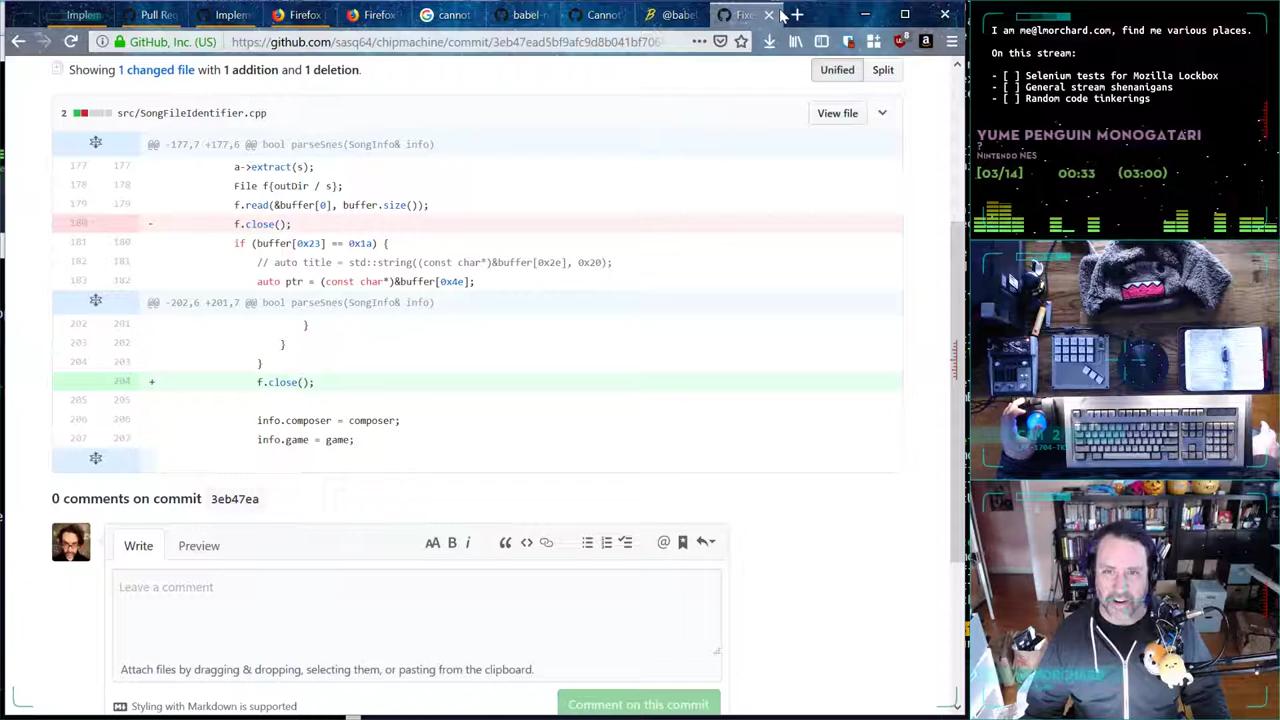 Implem
Pull Req
Implem
Firefox
Firefox
cannot
babel-r
Cannot
@babel
Fixe
GitHub, Inc. (US)
https://github.com/sasq64/chipmachine/commit/3eb47ead5bf9afc9d8b041bf706
8
Showing 1 changed file with 1 addition and 1 deletion.
Unified
Split
2
src/SongFileIdentifier.cpp
View file
@@ -177,7 +177,6 @@ bool parseSnes(SongInfo& info)
177 177 a->extract(s);
178 178 File f{outDir / s};
179 179 f.read(&buffer[0], buffer.size());
180 - f.close();
181 180 if (buffer[0x23] == 0x1a) {
182 181 // auto title = std::string((const char*)&buffer[0x2e], 0x20);
183 182 auto ptr = (const char*)&buffer[0x4e];
@@ -202,6 +201,7 @@ bool parseSnes(SongInfo& info)
202 201 }
203 202 }
204 203 }
204 + f.close();
205 205
206 206 info.composer = composer;
207 207 info.game = game;
0 comments on commit 3eb47ea
Write
Preview
AA B i
Leave a comment
Attach files by dragging & dropping, selecting them, or pasting from the clipboard.
Styling with Markdown is supported
Comment on this commit
I am me@lmorchard.com, find me various places.
On this stream:
- [ ] Selenium tests for Mozilla Lockbox
- [ ] General stream shenanigans
- [ ] Random code tinkerings
YUME PENGUIN MONOGATARI
?
NINTENDO NES
[03/14] 00:33 (03:00)
CAM 2